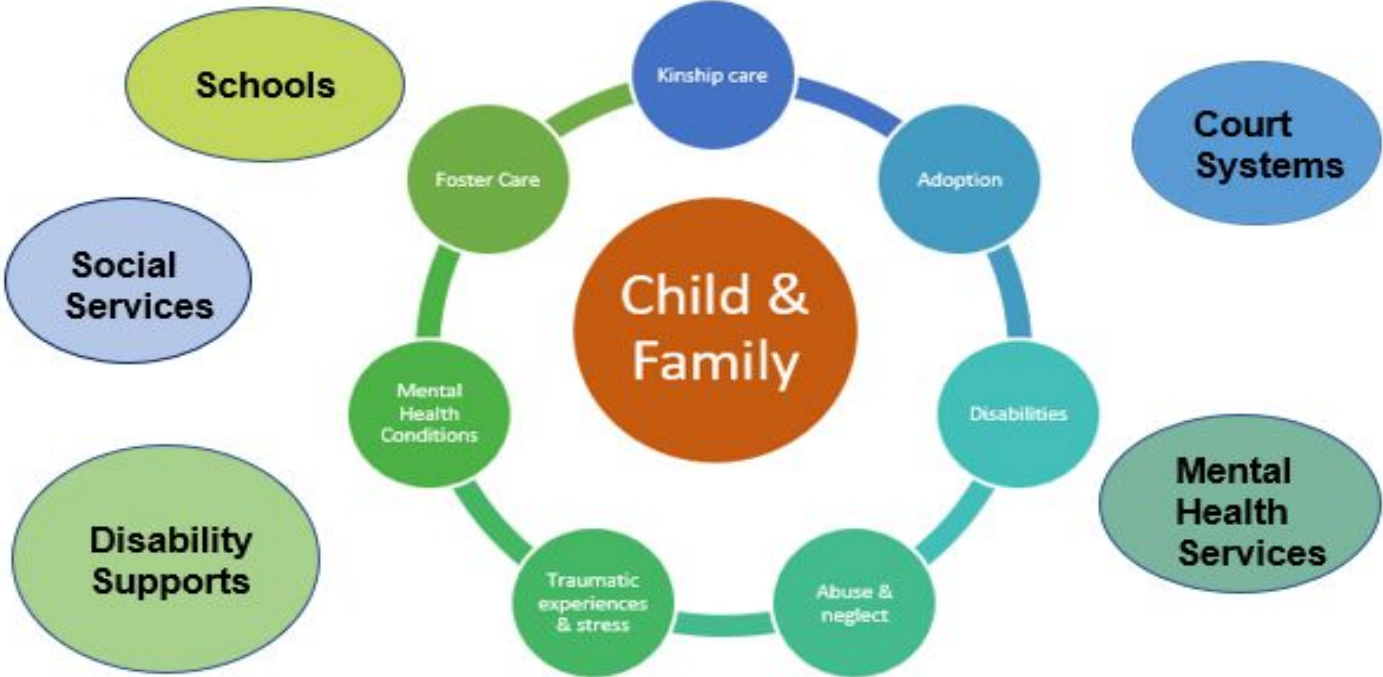 Schools
Kinship care
Court
Systems
Foster Care
Adoption
Social
Services
Child &
Family
Mental
Health
Conditions
Disabilities
Mental
Health
Services
Disability
Supports
Traumatic
experiences
& stress
Abuse &
neglect